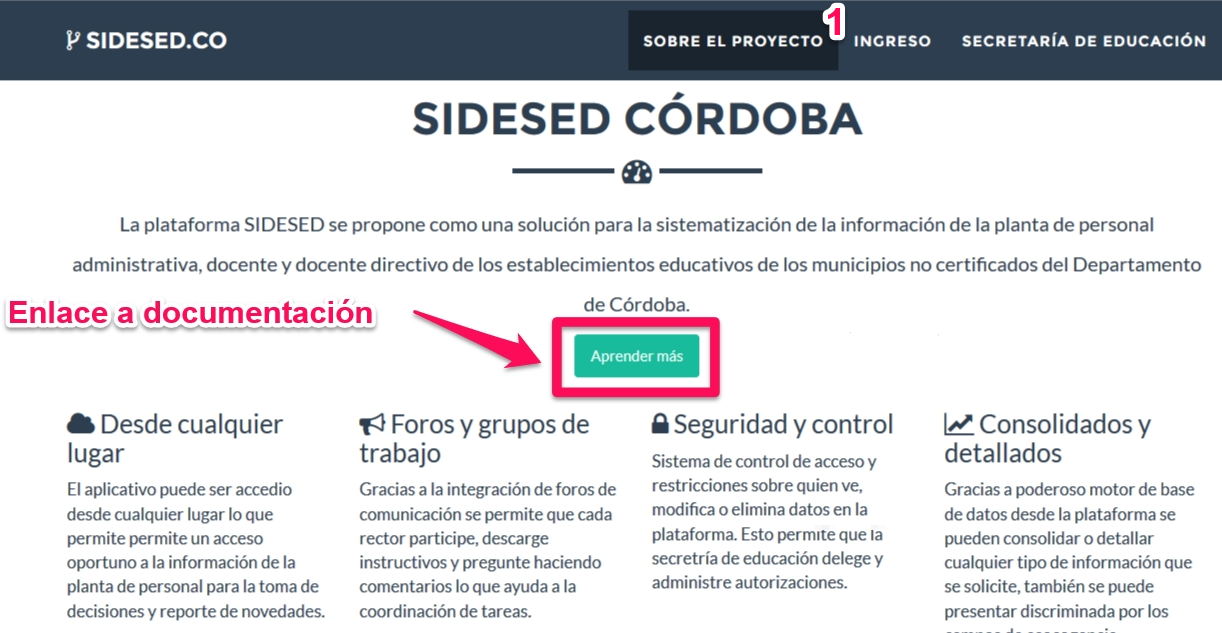 SIDESED.CO
SOBRE EL PROYECTO
1
INGRESO
SECRETARÍA DE EDUCACIÓN
SIDESED CÓRDOBA
La plataforma SIDESED se propone como una solución para la sistematización de la información de la planta de personal
administrativa, docente y docente directivo de los establecimientos educativos de los municipios no certificados del Departamento
de Córdoba.
Enlace a documentación
Aprender más
Desde cualquier
lugar
El aplicativo puede ser accedio
desde cualquier lugar lo que
permite permite un acceso
oportuno a la información de la
planta de personal para la toma de
decisiones y reporte de novedades.
Foros y grupos de
trabajo
Gracias a la integración de foros de
comunicación se permite que cada
rector participe, descargue
instructivos y pregunte haciendo
comentarios lo que ayuda a la
coordinación de tareas.
Seguridad y control
Sistema de control de acceso y
restricciones sobre quien ve,
modifica o elimina datos en la
plataforma. Esto permite que la
secretría de educación delege y
administre autorizaciones.
Consolidados y
detallados
Gracias a poderoso motor de base
de datos desde la plataforma se
pueden consolidar o detallar
cualquier tipo de información que
se solicite, también se puede
presentar discriminada por los